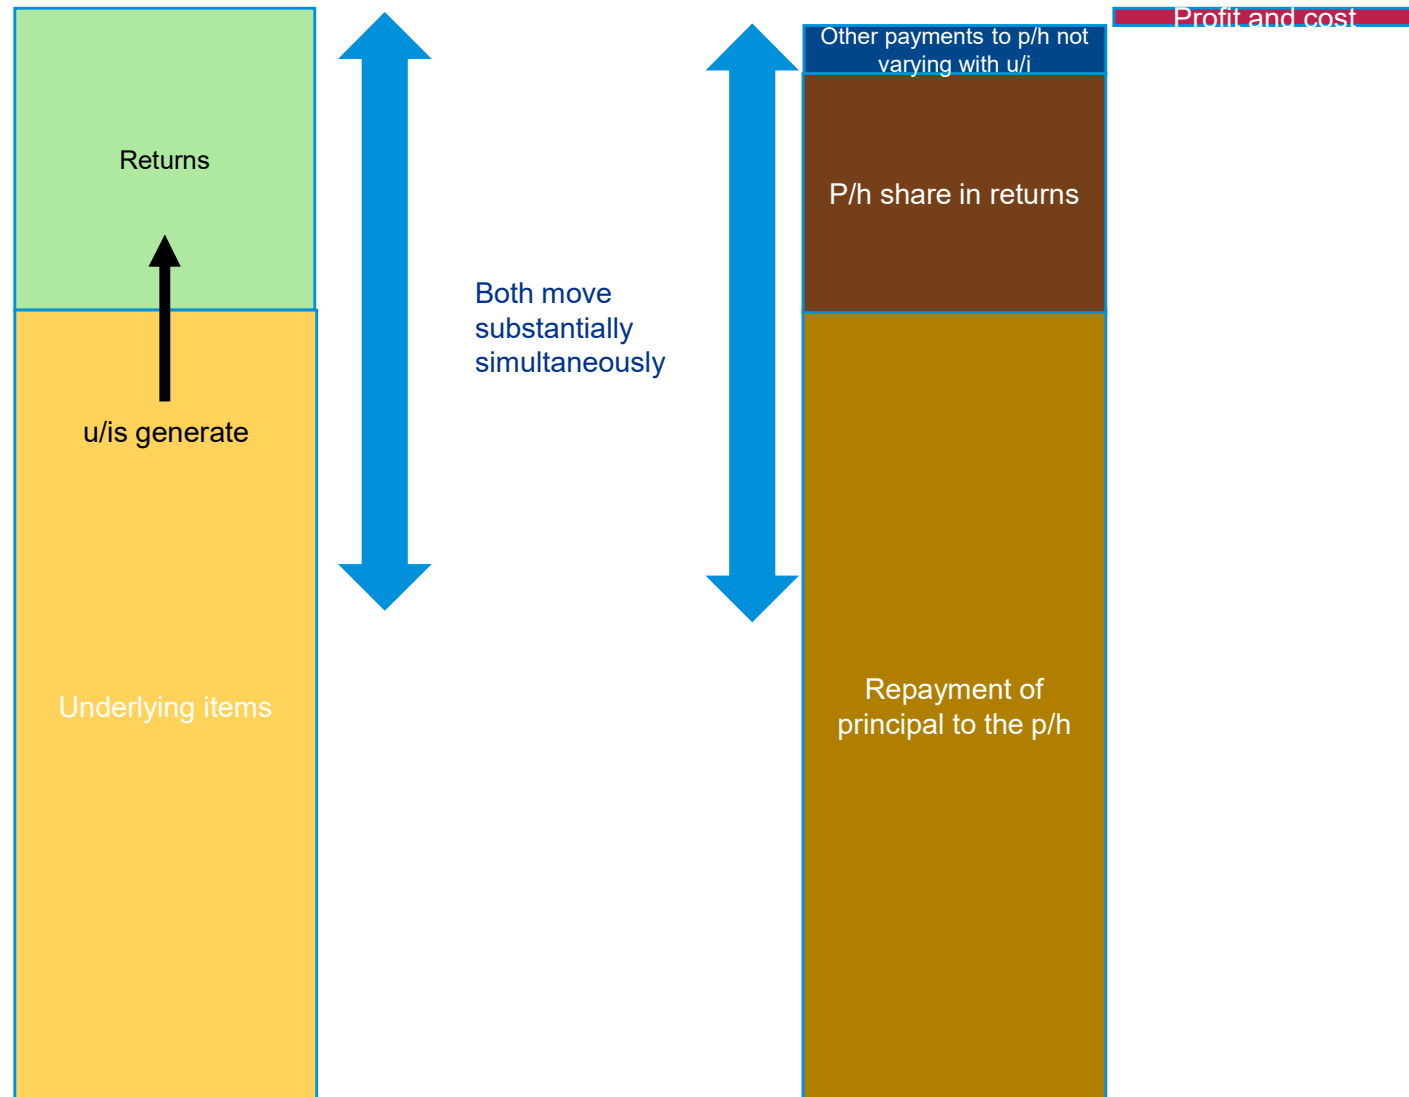 Returns
u/is generate
Underlying items
Both move
substantially
simultaneously
Other payments to p/h not
varying with u/i
P/h share in returns
Repayment of
principal to the p/h
Profit and cost